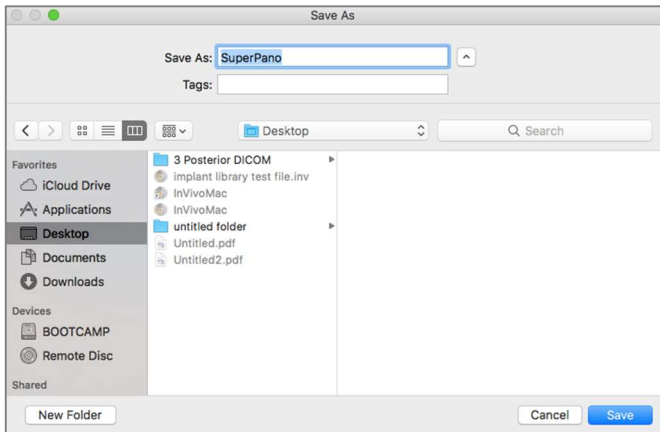 Save As
Save As: SuperPano
Tags:
Desktop
Search
Favorites
iCloud Drive
Applications
Desktop
Documents
Downloads
Devices
BOOTCAMP
Remote Disc
Shared
3 Posterior DICOM
implant library test file.inv
InVivoMac
InVivoMac
untitled folder
Untitled.pdf
Untitled2.pdf
New Folder
Cancel
Save